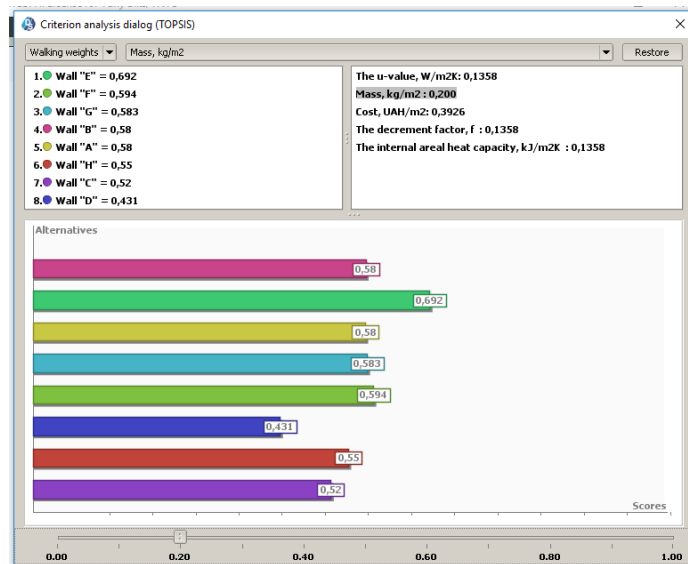 Criterion analysis dialog (TOPSIS)
Walking weights
Mass, kg/m2
Restore
1. Wall "E" = 0,692
2. Wall "F" = 0,594
3. Wall "G" = 0,583
4. Wall "B" = 0,58
5. Wall "A" = 0,58
6. Wall "H" = 0,55
7. Wall "C" = 0,52
8. Wall "D" = 0,431
The u-value, W/m2K: 0,1358
Mass, kg/m2 : 0,200
Cost, UAH/m2: 0,3926
The decrement factor, f : 0,1358
The internal areal heat capacity, kJ/m2K : 0,1358
Alternatives
0,58
0,692
0,58
0,583
0,594
0,431
0,55
0,52
Scores
0.00 0.20 0.40 0.60 0.80 1.00